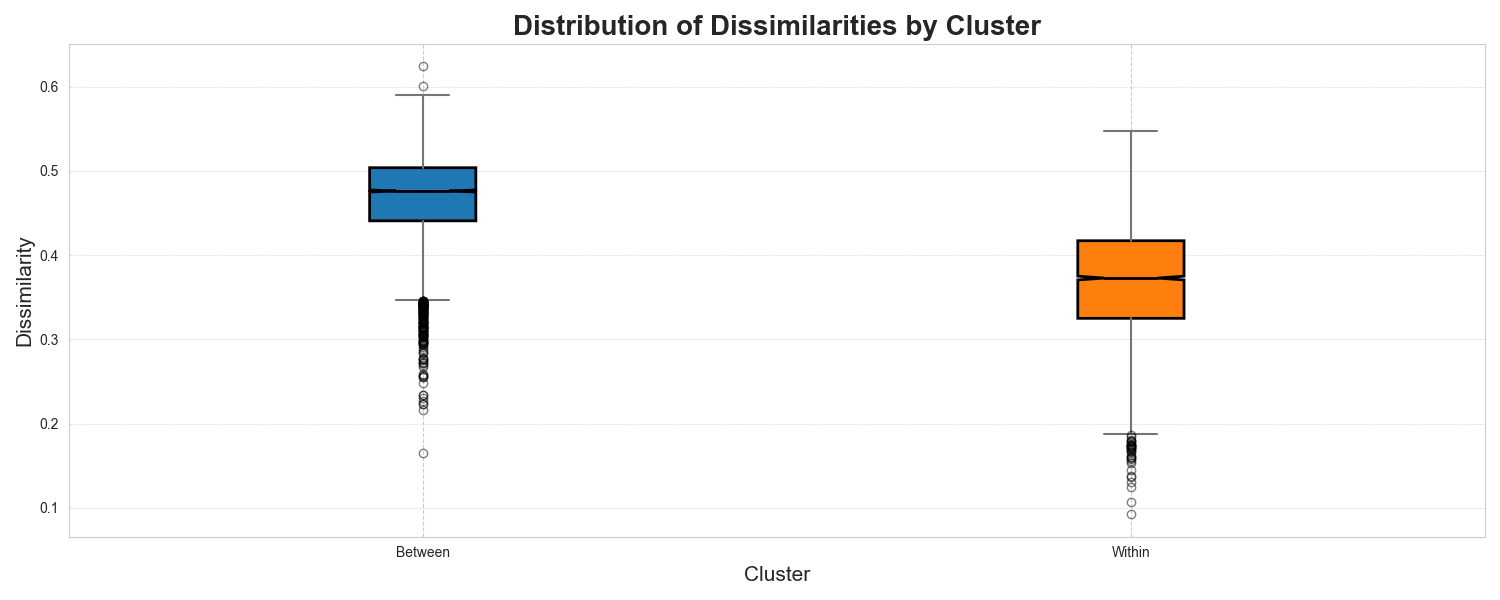 Distribution of Dissimilarities by Cluster
Dissimilarity
0.6
0.5
0.4
0.3
0.2
0.1
Between
Within
Cluster